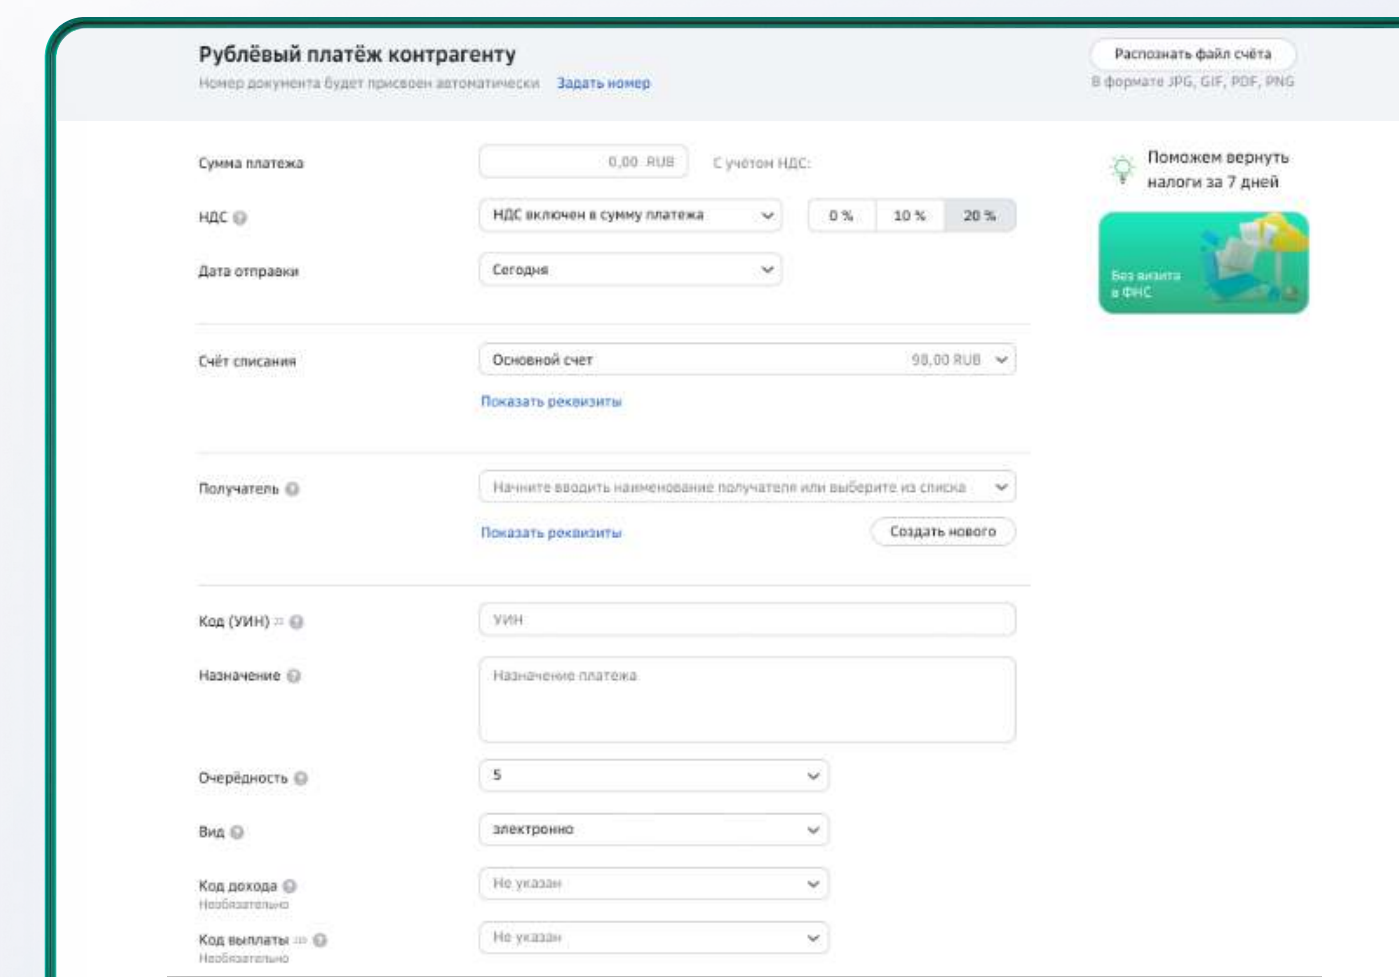 Рублёвый платёж контрагенту
Распознать файл счёта
Номер документа будет присвоен автоматически Задать номер
В формате JPG, GIF, PDF, PNG
Сумма платежа 0,00 RUB С учётом НДС:
Поможем вернуть
налоги за 7 дней
НДС НДС включен в сумму платежа 0 % 10 % 20 %
Дата отправки Сегодня
Без визита
в ФНС
Счёт списания Основной счет 98,00 RUB
Показать реквизиты
Получатель Начните вводить наименование получателя или выберите из списка
Показать реквизиты Создать нового
Код (УИН) 22 УИН
Назначение Назначение платежа
Очерёдность 5
Вид электронно
Код дохода Не указан
Необязательно
Код выплаты 110 Не указан
Необязательно